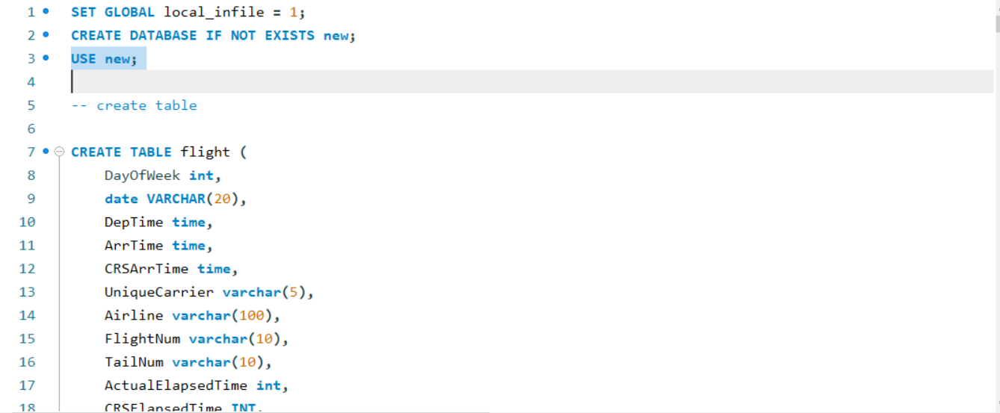 1 SET GLOBAL local_infile = 1;
2 CREATE DATABASE IF NOT EXISTS new;
3 USE new;
4
5 -- create table
6
7 CREATE TABLE flight (
8 DayOfWeek int,
9 date VARCHAR(20),
10 DepTime time,
11 ArrTime time,
12 CRSArrTime time,
13 UniqueCarrier varchar(5),
14 Airline varchar(100),
15 FlightNum varchar(10),
16 TailNum varchar(10),
17 ActualElapsedTime int,
18 CRSElapsedTime INT,